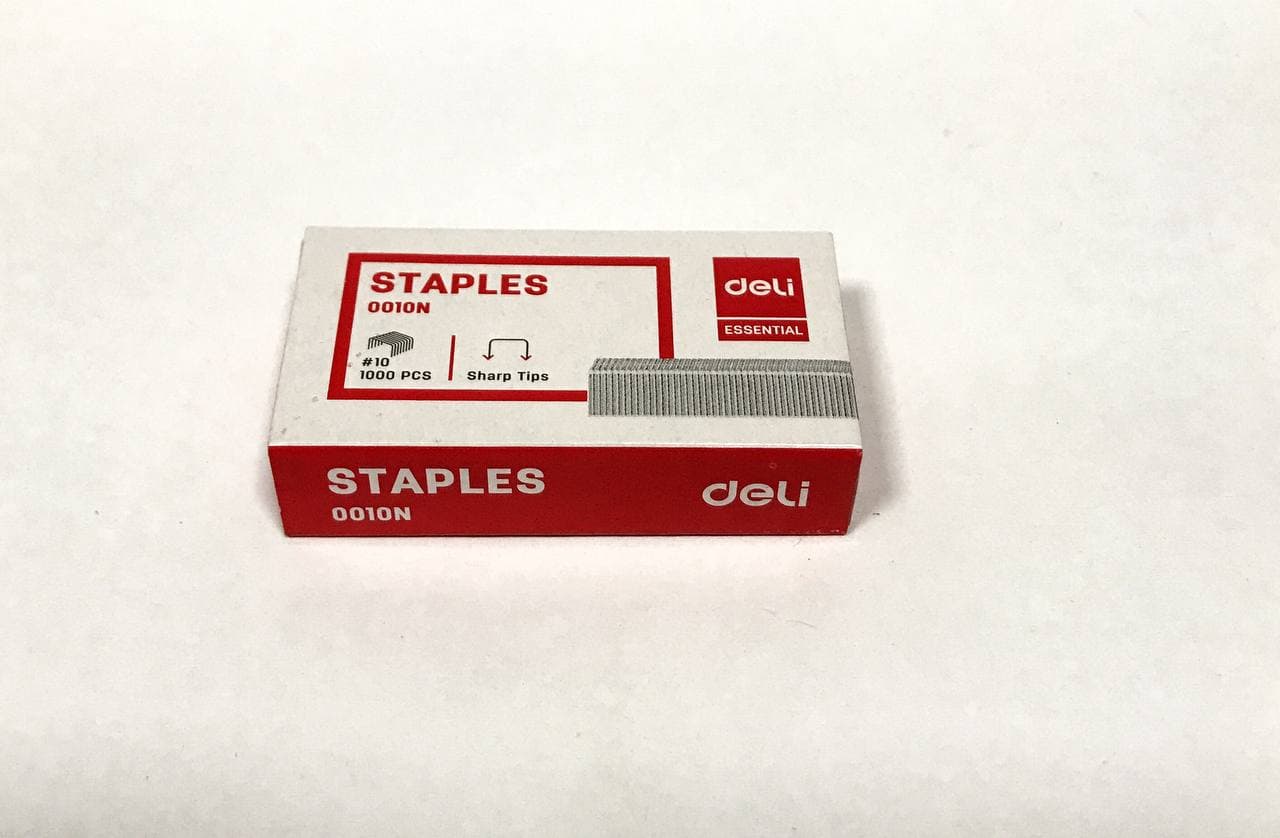 STAPLES
0010N
#10
1000 PCS
Sharp Tips
deli
ESSENTIAL
STAPLES
0010N
deli